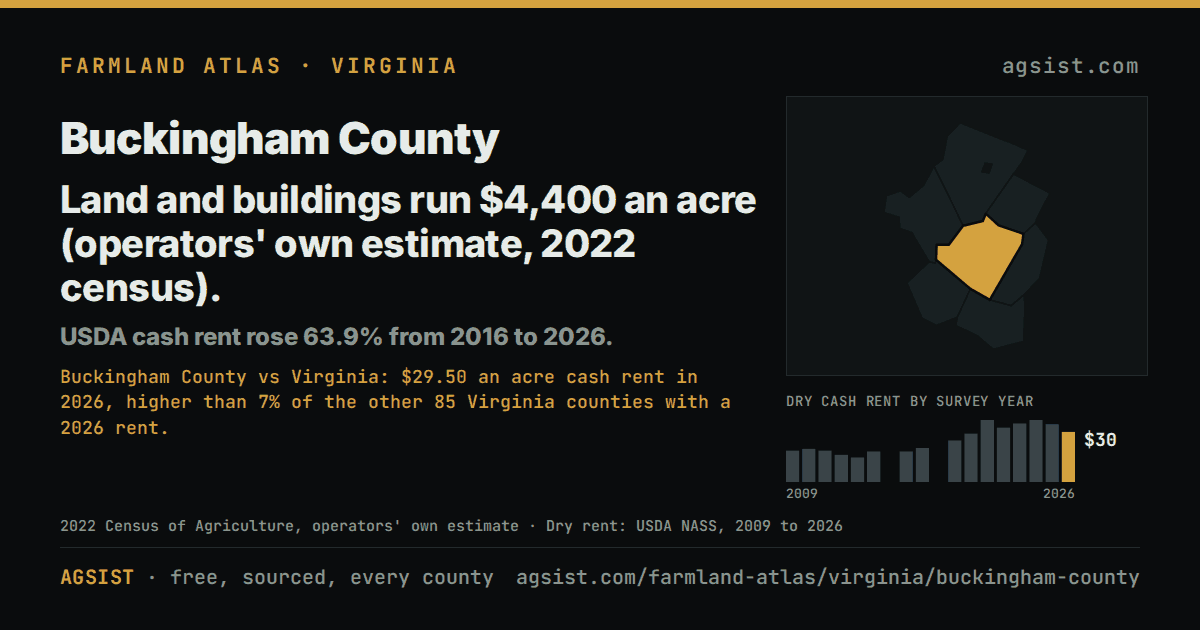 FARMLAND ATLAS · VIRGINIA
agsist.com
Buckingham County
Land and buildings run $4,400 an acre
(operators' own estimate, 2022
census).
USDA cash rent rose 63.9% from 2016 to 2026.
Buckingham County vs Virginia: $29.50 an acre cash rent in
2026, higher than 7% of the other 85 Virginia counties with a
2026 rent.
DRY CASH RENT BY SURVEY YEAR
$30
2009
2026
2022 Census of Agriculture, operators' own estimate · Dry rent: USDA NASS, 2009 to 2026
AGSIST · free, sourced, every county
agsist.com/farmland-atlas/virginia/buckingham-county